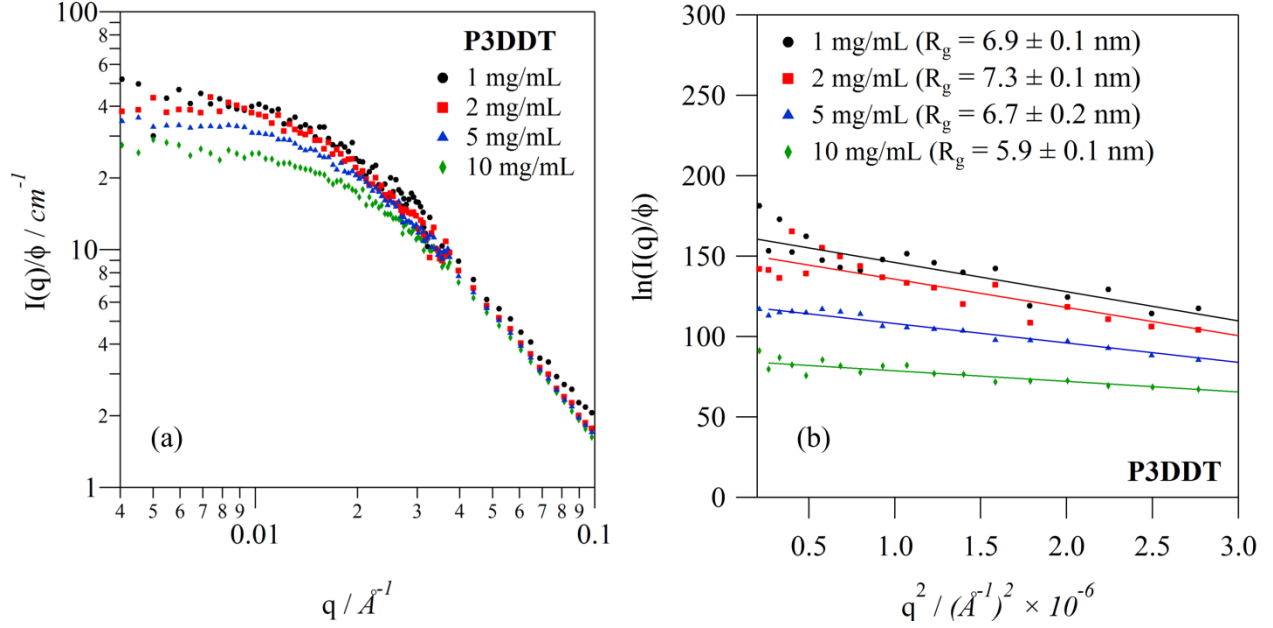 P3DDT
1 mg/mL
2 mg/mL
5 mg/mL
10 mg/mL
I(q)/ϕ / cm⁻¹
100
8
6
4
2
10
8
6
4
2
1
(a)
4 5 6 7 8 9 2 3 4 5 6 7 8 9
0.01 0.1
q / Å⁻¹
1 mg/mL (R_g = 6.9 ± 0.1 nm)
2 mg/mL (R_g = 7.3 ± 0.1 nm)
5 mg/mL (R_g = 6.7 ± 0.2 nm)
10 mg/mL (R_g = 5.9 ± 0.1 nm)
ln(I(q)/ϕ)
300
250
200
150
100
50
0
(b)
P3DDT
0.5 1.0 1.5 2.0 2.5 3.0
q² / (Å⁻¹)² × 10⁻⁶